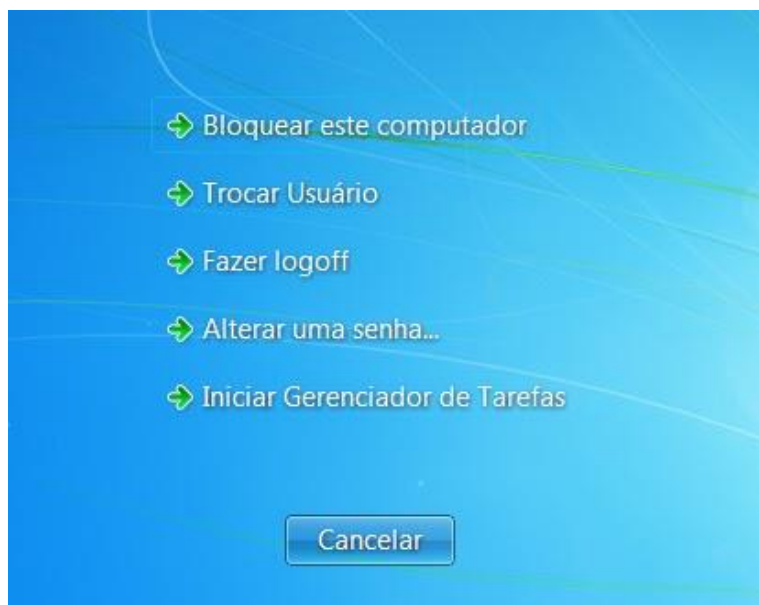 Bloquear este computador
Trocar Usuário
Fazer logoff
Alterar uma senha...
Iniciar Gerenciador de Tarefas
Cancelar